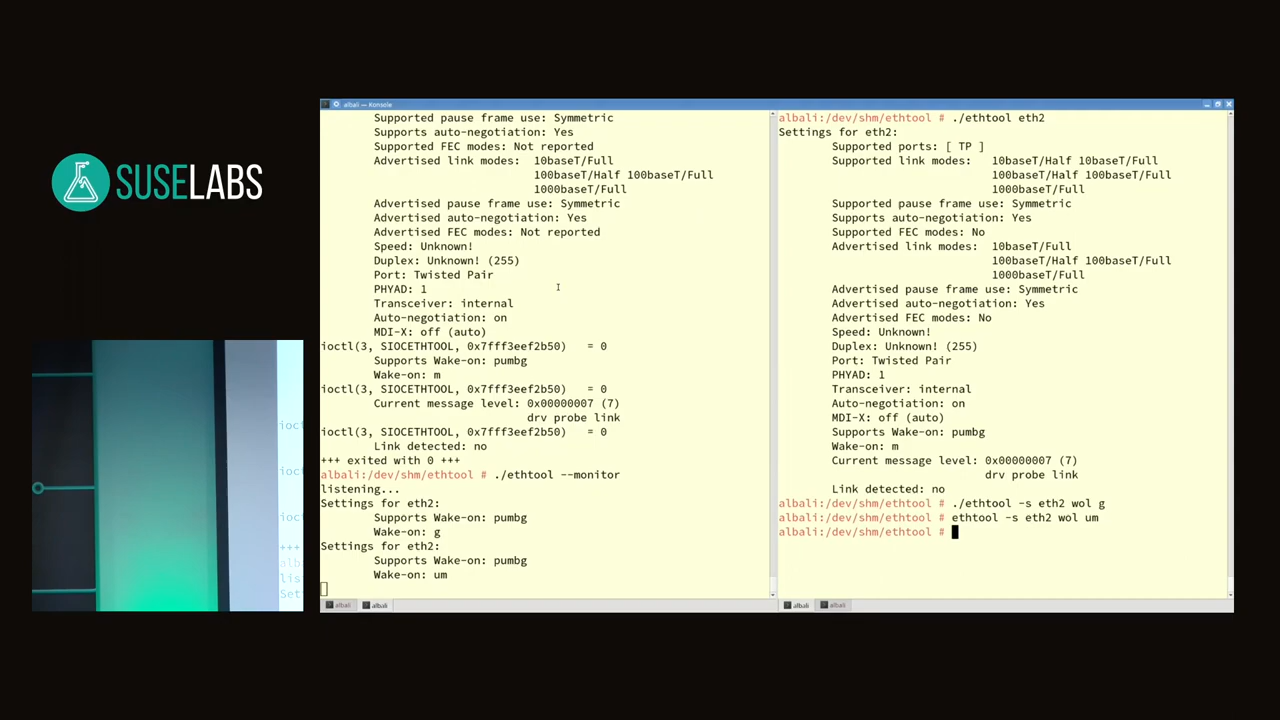 SUSELABS
albali — Konsole
Supported pause frame use: Symmetric
Supports auto-negotiation: Yes
Supported FEC modes: Not reported
Advertised link modes: 10baseT/Full
100baseT/Half 100baseT/Full
1000baseT/Full
Advertised pause frame use: Symmetric
Advertised auto-negotiation: Yes
Advertised FEC modes: Not reported
Speed: Unknown!
Duplex: Unknown! (255)
Port: Twisted Pair
PHYAD: 1
Transceiver: internal
Auto-negotiation: on
MDI-X: off (auto)
ioctl(3, SIOCETHTOOL, 0x7fff3eef2b50) = 0
Supports Wake-on: pumbg
Wake-on: m
ioctl(3, SIOCETHTOOL, 0x7fff3eef2b50) = 0
Current message level: 0x00000007 (7)
drv probe link
ioctl(3, SIOCETHTOOL, 0x7fff3eef2b50) = 0
Link detected: no
+++ exited with 0 +++
albali:/dev/shm/ethtool # ./ethtool --monitor
listening...
Settings for eth2:
Supports Wake-on: pumbg
Wake-on: g
Settings for eth2:
Supports Wake-on: pumbg
Wake-on: um
albali
albali
albali:/dev/shm/ethtool # ./ethtool eth2
Settings for eth2:
Supported ports: [ TP ]
Supported link modes: 10baseT/Half 10baseT/Full
100baseT/Half 100baseT/Full
1000baseT/Full
Supported pause frame use: Symmetric
Supports auto-negotiation: Yes
Supported FEC modes: No
Advertised link modes: 10baseT/Full
100baseT/Half 100baseT/Full
1000baseT/Full
Advertised pause frame use: Symmetric
Advertised auto-negotiation: Yes
Advertised FEC modes: No
Speed: Unknown!
Duplex: Unknown! (255)
Port: Twisted Pair
PHYAD: 1
Transceiver: internal
Auto-negotiation: on
MDI-X: off (auto)
Supports Wake-on: pumbg
Wake-on: m
Current message level: 0x00000007 (7)
drv probe link
Link detected: no
albali:/dev/shm/ethtool # ./ethtool -s eth2 wol g
albali:/dev/shm/ethtool # ethtool -s eth2 wol um
albali:/dev/shm/ethtool #
albali
albali
ioct
ioct
ioct
+++
alb
lis
Set